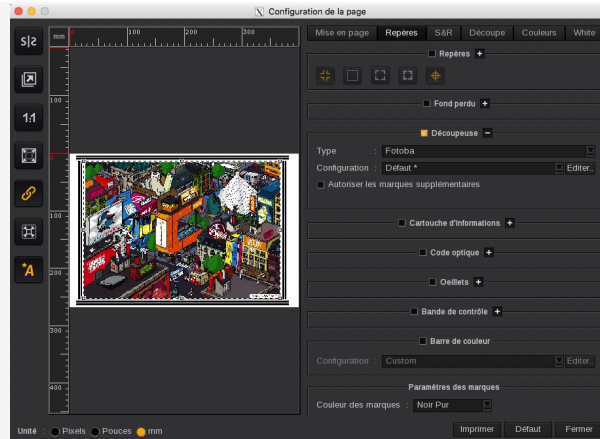 Configuration de la page
Mise en page Repères S&R Découpe Couleurs White
S|S
mm
0 100 200 300
Repères
1:1
Fond perdu
100
Découpeuse
Type : Fotoba
Configuration : Défaut * Editer..
0
Autoriser les marques supplémentaires
100
Cartouche d'informations
Code optique
200
Oeillets
300
Bande de contrôle
Barre de couleur
Configuration : Custom Editer..
400
Paramètres des marques
Couleur des marques : Noir Pur
Unité : Pixels Pouces mm
Imprimer Défaut Fermer